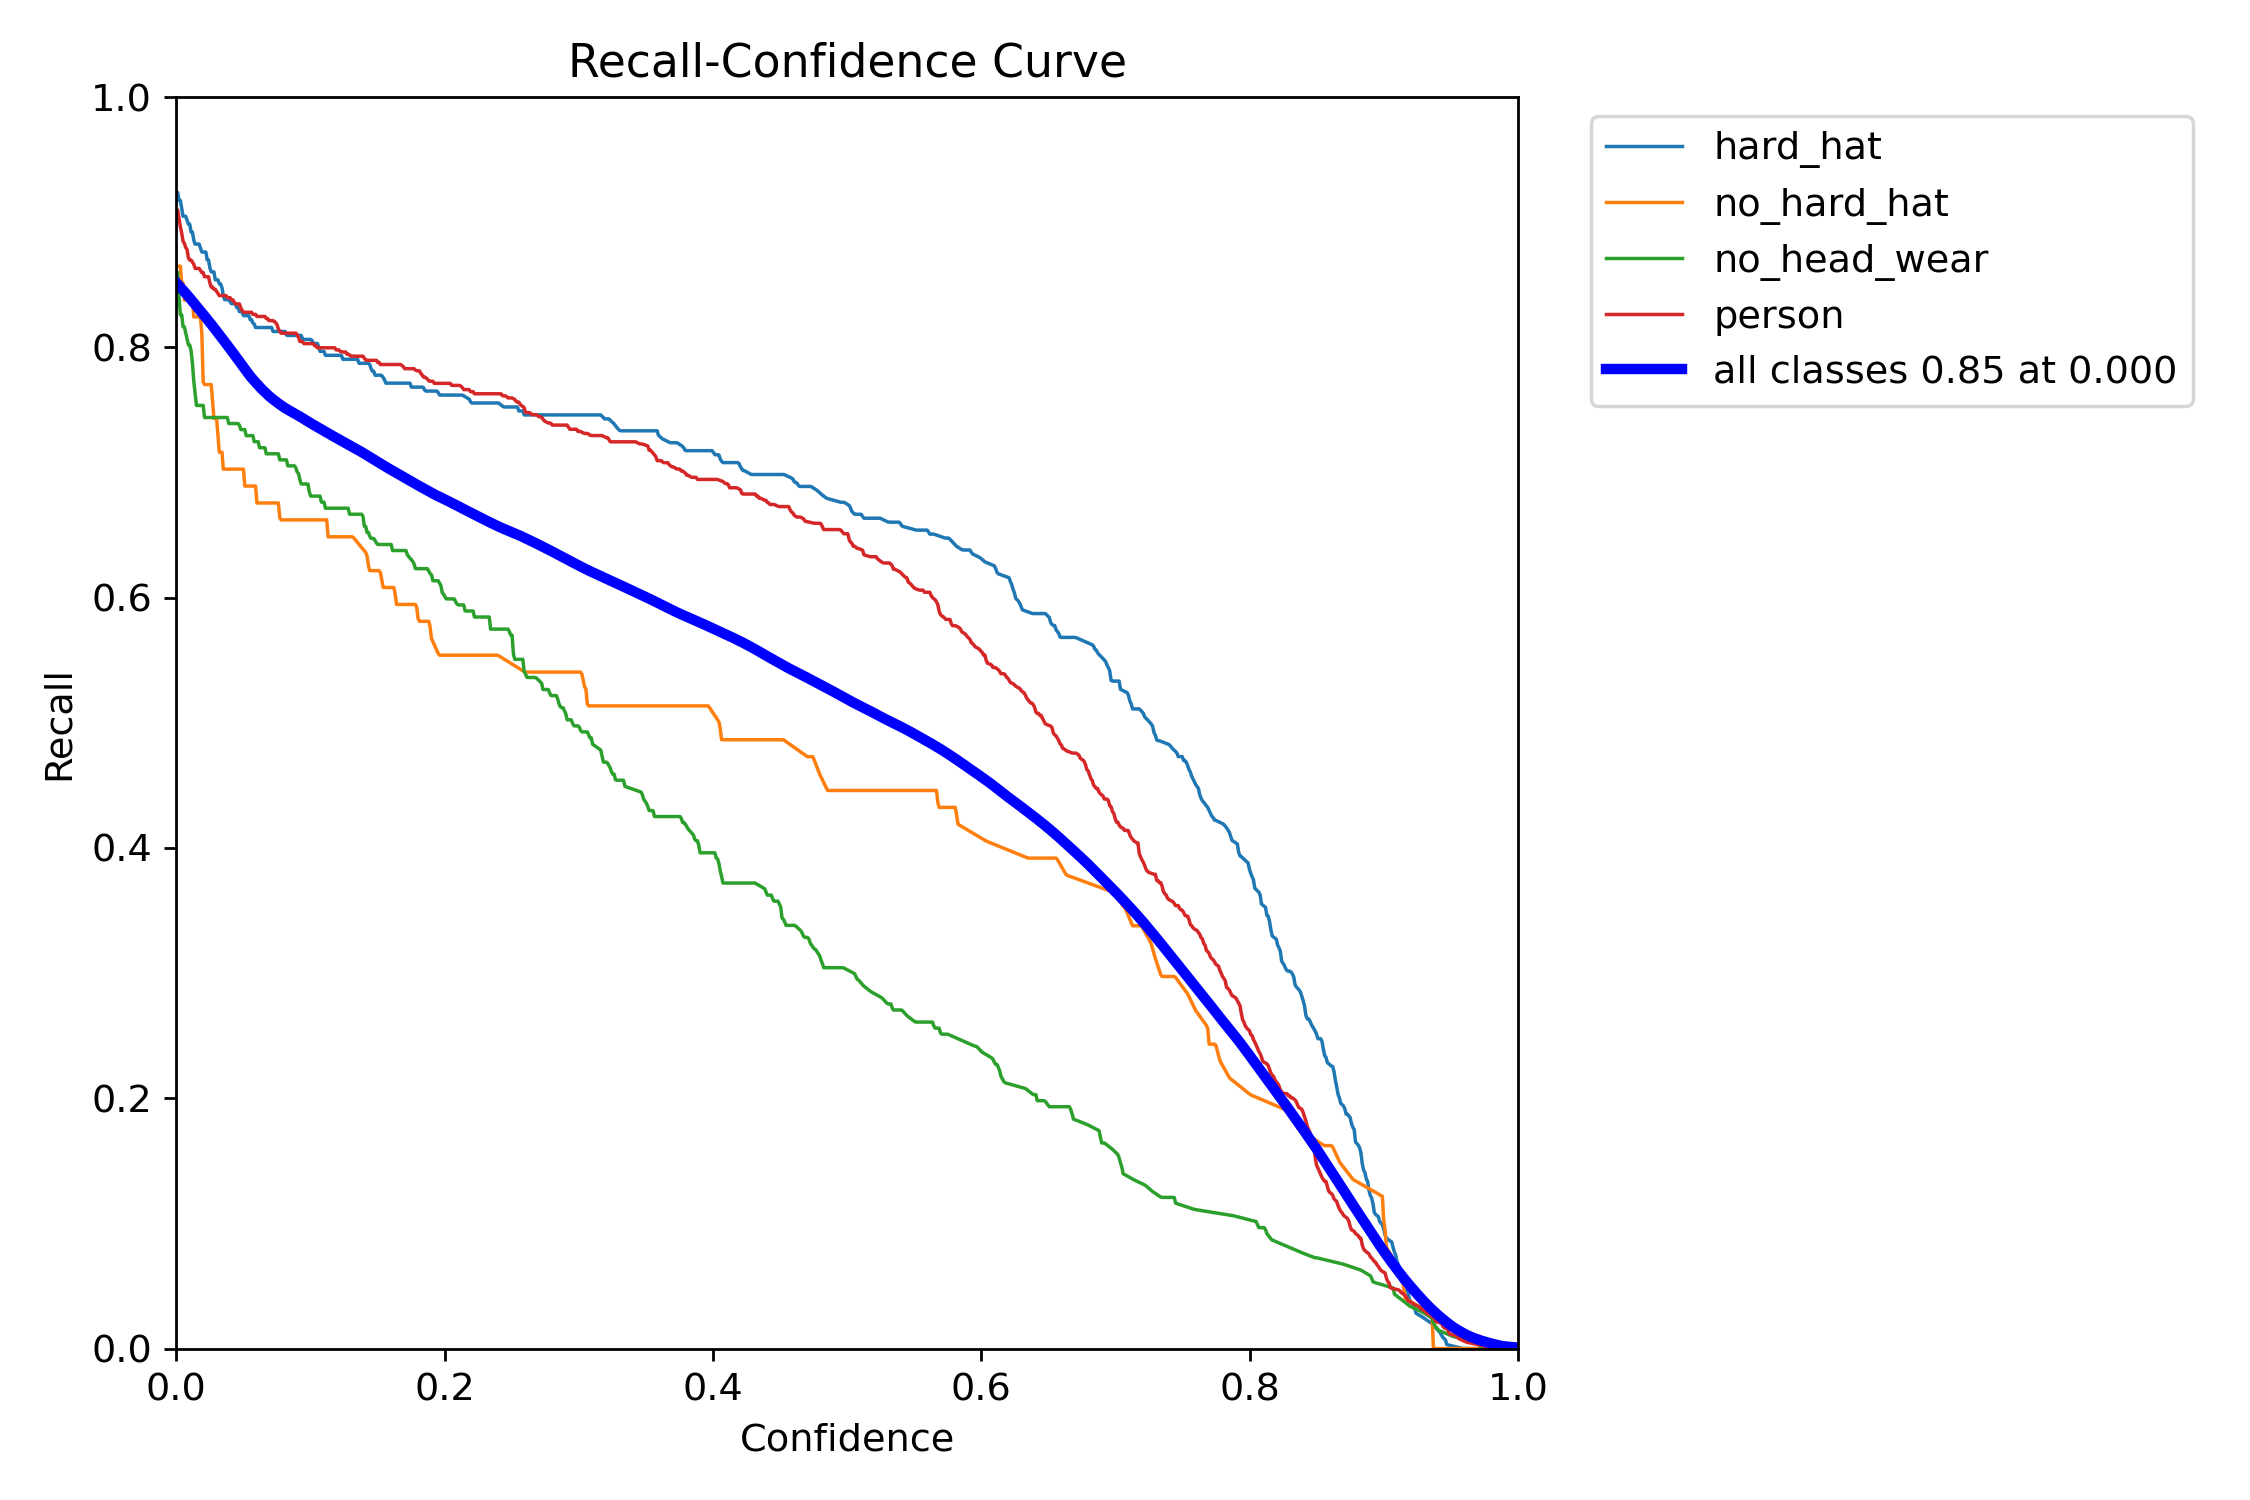 Recall-Confidence Curve
1.0
0.8
0.6
0.4
0.2
0.0
Recall
0.0 0.2 0.4 0.6 0.8 1.0
Confidence
hard_hat
no_hard_hat
no_head_wear
person
all classes 0.85 at 0.000